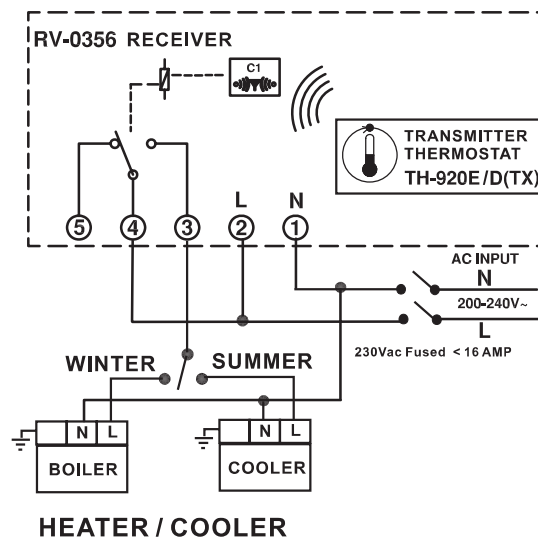 RV-0356 RECEIVER
C1
TRANSMITTER
THERMOSTAT
TH-920E/D(TX)
L N
5 4 3 2 1
AC INPUT
N
200-240V~
L
230Vac Fused < 16 AMP
WINTER SUMMER
N L
BOILER
N L
COOLER
HEATER / COOLER